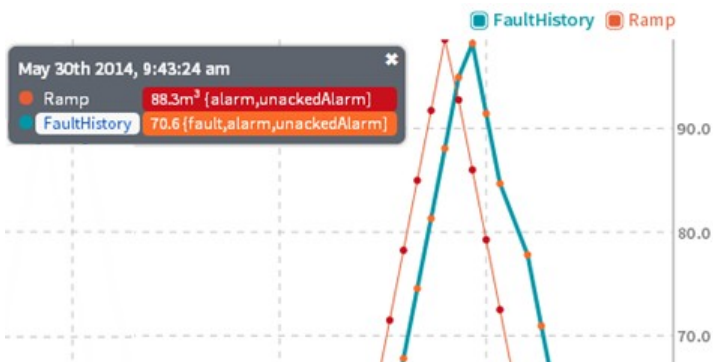 FaultHistory Ramp
May 30th 2014, 9:43:24 am
Ramp 88.3m³ {alarm,unackedAlarm]
FaultHistory 70.6 {fault,alarm,unackedAlarm]
90.0
80.0
70.0